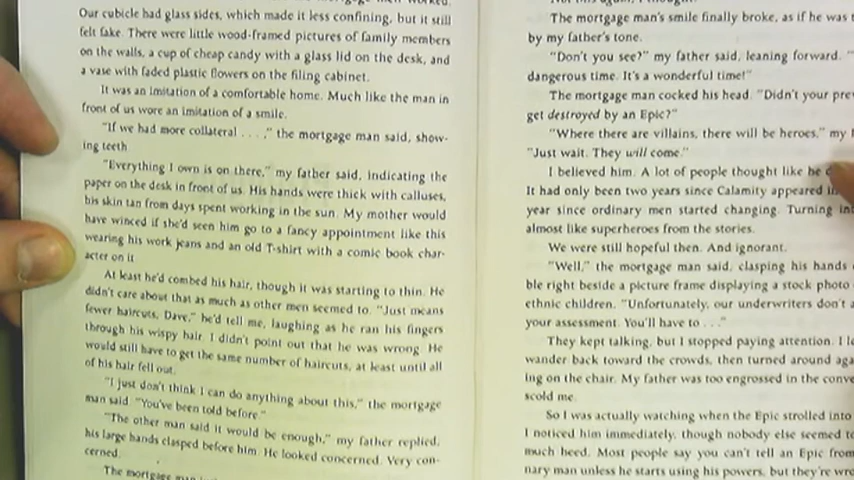 Our cubicle had glass sides, which made it less confining, but it still
felt fake. There were little wood-framed pictures of family members
on the walls, a cup of cheap candy with a glass lid on the desk, and
a vase with faded plastic flowers on the filing cabinet.
It was an imitation of a comfortable home. Much like the man in
front of us wore an imitation of a smile.
"If we had more collateral . . . ," the mortgage man said, show-
ing teeth
"Everything I own is on there," my father said, indicating the
paper on the desk in front of us. His hands were thick with calluses,
his skin tan from days spent working in the sun. My mother would
have winced if she'd seen him go to a fancy appointment like this
wearing his work jeans and an old T-shirt with a comic book char-
acter on it
At least he'd combed his hair, though it was starting to thin. He
didn't care about that as much as other men seemed to. "Just means
fewer haircuts, Dave," he'd tell me, laughing as he ran his fingers
through his wispy hair. I didn't point out that he was wrong. He
would still have to get the same number of haircuts, at least until all
of his hair fell out.
"I just don't think I can do anything about this," the mortgage
man said. "You've been told before."
"The other man said it would be enough," my father replied,
his large hands clasped before him. He looked concerned. Very con-
cerned.
The mortgage man
The mortgage man's smile finally broke, as if he was
by my father's tone.
"Don't you see?" my father said, leaning forward. "
dangerous time. It's a wonderful time!"
The mortgage man cocked his head. "Didn't your pre
get destroyed by an Epic?"
"Where there are villains, there will be heroes," my
"Just wait. They will come."
I believed him. A lot of people thought like he
It had only been two years since Calamity appeared in
year since ordinary men started changing. Turning
almost like superheroes from the stories.
We were still hopeful then. And ignorant.
"Well," the mortgage man said, clasping his hands
ble right beside a picture frame displaying a stock photo
ethnic children. "Unfortunately, our underwriters don't
your assessment. You'll have to . . ."
They kept talking, but I stopped paying attention. I
wander back toward the crowds, then turned around
ing on the chair. My father was too engrossed in the
scold me.
So I was actually watching when the Epic strolled into
I noticed him immediately, though nobody else seemed
much heed. Most people say you can't tell an Epic from
nary man unless he starts using his powers, but they're